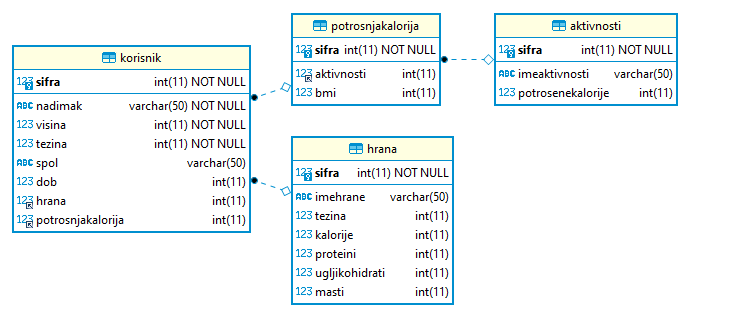 korisnik
123 sifra int(11) NOT NULL
ABC nadimak varchar(50) NOT NULL
123 visina int(11) NOT NULL
123 tezina int(11) NOT NULL
ABC spol varchar(50)
123 dob int(11)
123 hrana int(11)
123 potrosnjakalorija int(11)
potrosnjakalorija
123 sifra int(11) NOT NULL
123 aktivnosti int(11)
123 bmi int(11)
aktivnosti
123 sifra int(11) NOT NULL
ABC imeaktivnosti varchar(50)
123 potrosenekalorije int(11)
hrana
123 sifra int(11) NOT NULL
ABC imehrane varchar(50)
123 tezina int(11)
123 kalorije int(11)
123 proteini int(11)
123 ugljikohidrati int(11)
123 masti int(11)